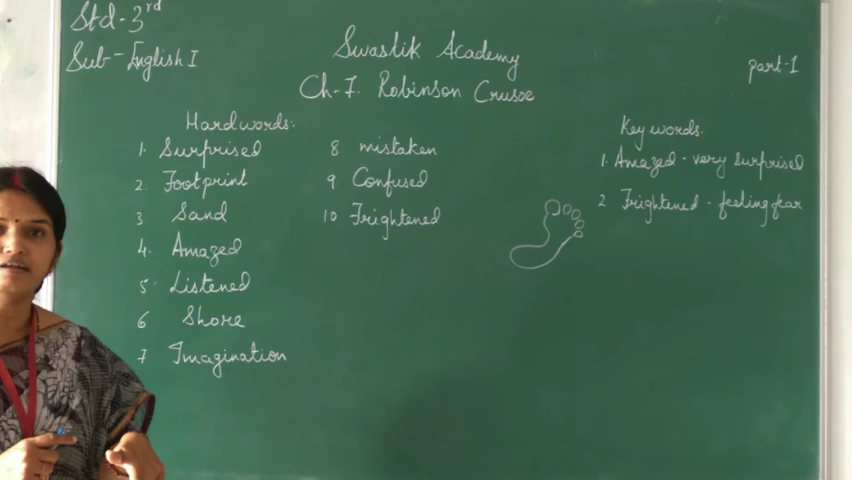 Std-3rd
Sub-English I
Swastik Academy
part-1
Ch-7. Robinson Crusoe
Hard words:
1. Surprised
2. Footprint
3 Sand
4. Amazed
5. Listened
6 Shore
7 Imagination
8. mistaken
9. Confused
10 Frightened
Key words.
1. Amazed - very surprised
2 Frightened - feeling fear